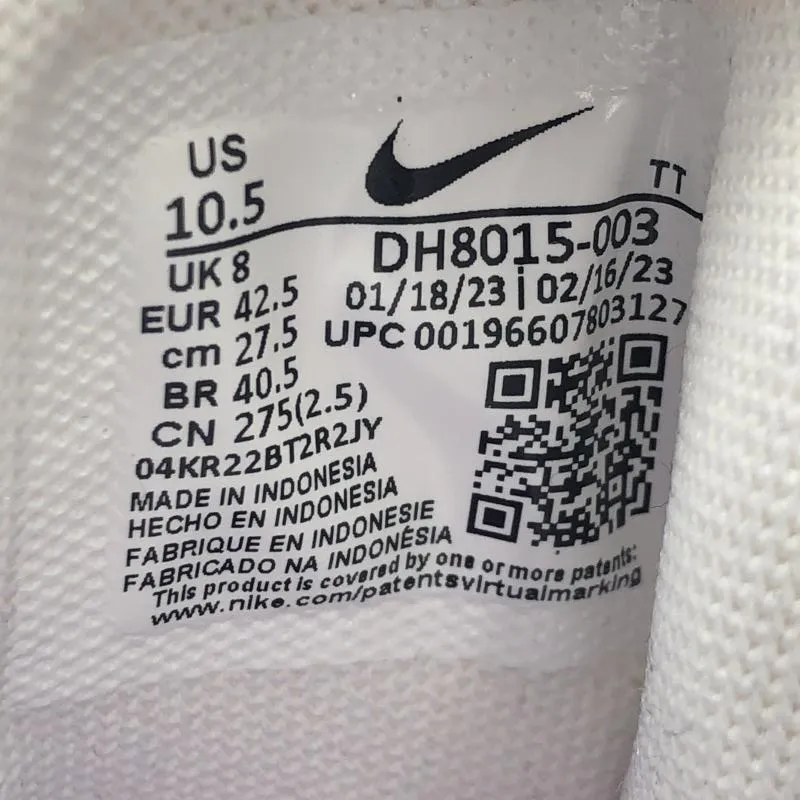 US
10.5
TT
UK 8
EUR 42.5
cm 27.5
BR 40.5
CN 275(2.5)
DH8015-003
01/18/23 | 02/16/23
UPC 00196607803127
04KR22BT2R2JY
MADE IN INDONESIA
HECHO EN INDONESIA
FABRIQUE EN INDONESIE
FABRICADO NA INDONÉSIA
This product is covered by one or more patents:
www.nike.com/patentsvirtualmarking